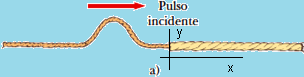 Pulso
incidente
y
x
a)